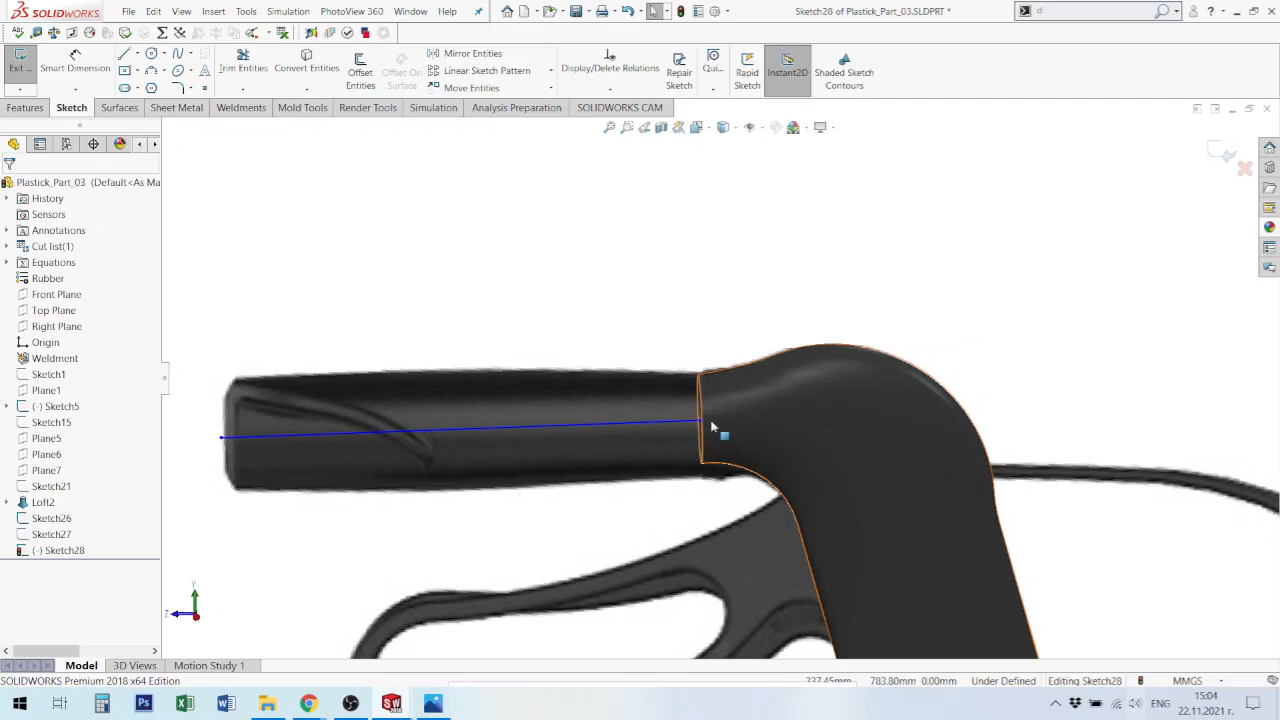 SOLIDWORKS
File Edit View Insert Tools Simulation PhotoView 360 Window Help
Sketch28 of Plastick_Part_03.SLDPRT *
d
Exit ...
Smart Dimension
Trim Entities
Convert Entities
Offset Entities
Offset On Surface
Mirror Entities
Linear Sketch Pattern
Move Entities
Display/Delete Relations
Repair Sketch
Qui...
Rapid Sketch
Instant2D
Shaded Sketch Contours
Features Sketch Surfaces Sheet Metal Weldments Mold Tools Render Tools Simulation Analysis Preparation SOLIDWORKS CAM
Plastick_Part_03 (Default<As Ma
History
Sensors
Annotations
Cut list(1)
Equations
Rubber
Front Plane
Top Plane
Right Plane
Origin
Weldment
Sketch1
Plane1
(-) Sketch5
Sketch15
Plane5
Plane6
Plane7
Sketch21
Loft2
Sketch26
Sketch27
(-) Sketch28
Y
Z
Model 3D Views Motion Study 1
SOLIDWORKS Premium 2018 x64 Edition
337.45mm 783.80mm 0.00mm Under Defined Editing Sketch28 MMGS
ENG
15:04
22.11.2021 г.